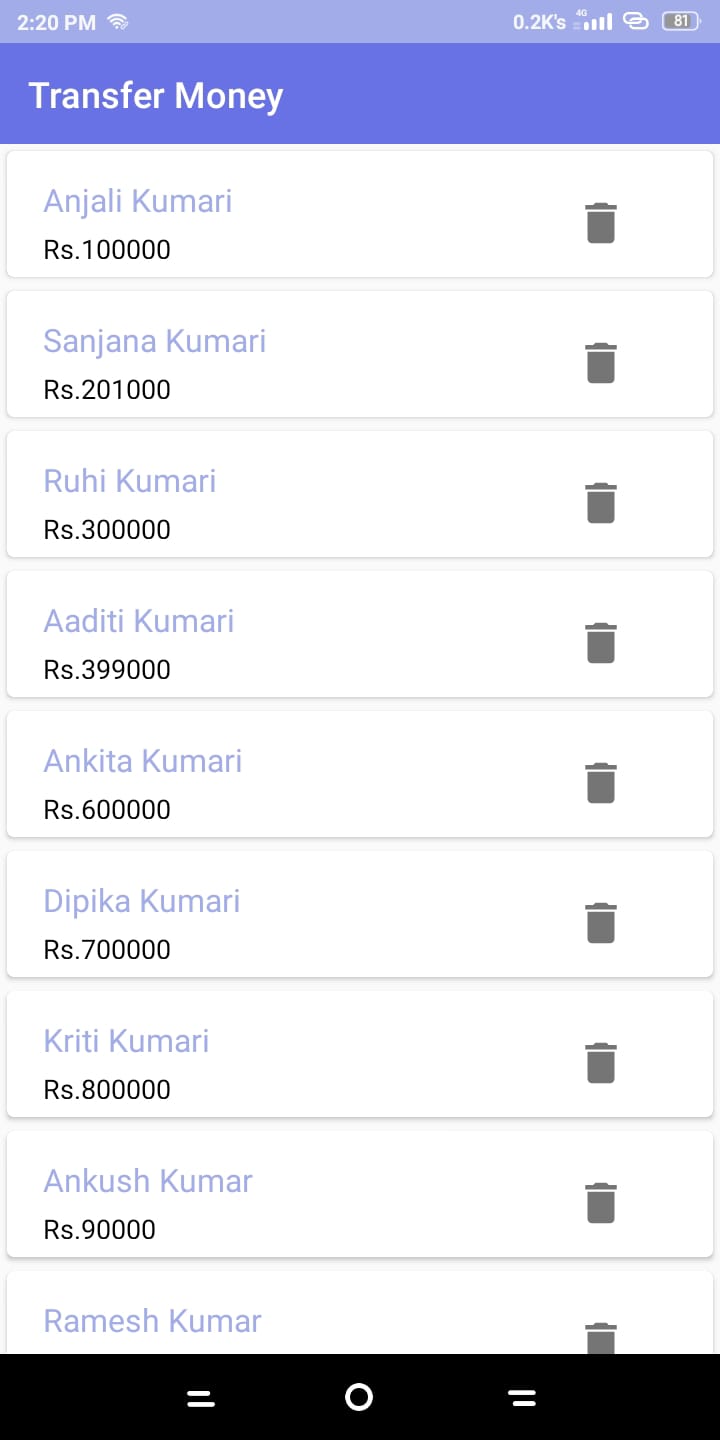 2:20 PM 0.2K's 4G 81
Transfer Money
Anjali Kumari
Rs.100000
Sanjana Kumari
Rs.201000
Ruhi Kumari
Rs.300000
Aaditi Kumari
Rs.399000
Ankita Kumari
Rs.600000
Dipika Kumari
Rs.700000
Kriti Kumari
Rs.800000
Ankush Kumar
Rs.90000
Ramesh Kumar